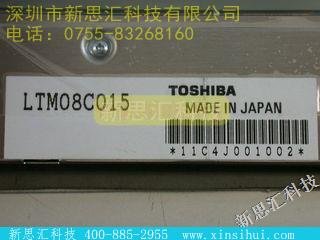 深圳市新思汇科技有限公司
电话：0755-83268160
LTM08C015
TOSHIBA
MADE IN JAPAN
新思汇科技
*11C4J001002*
新思汇科技
新思汇科技 400-885-2955 www.xinsihui.com